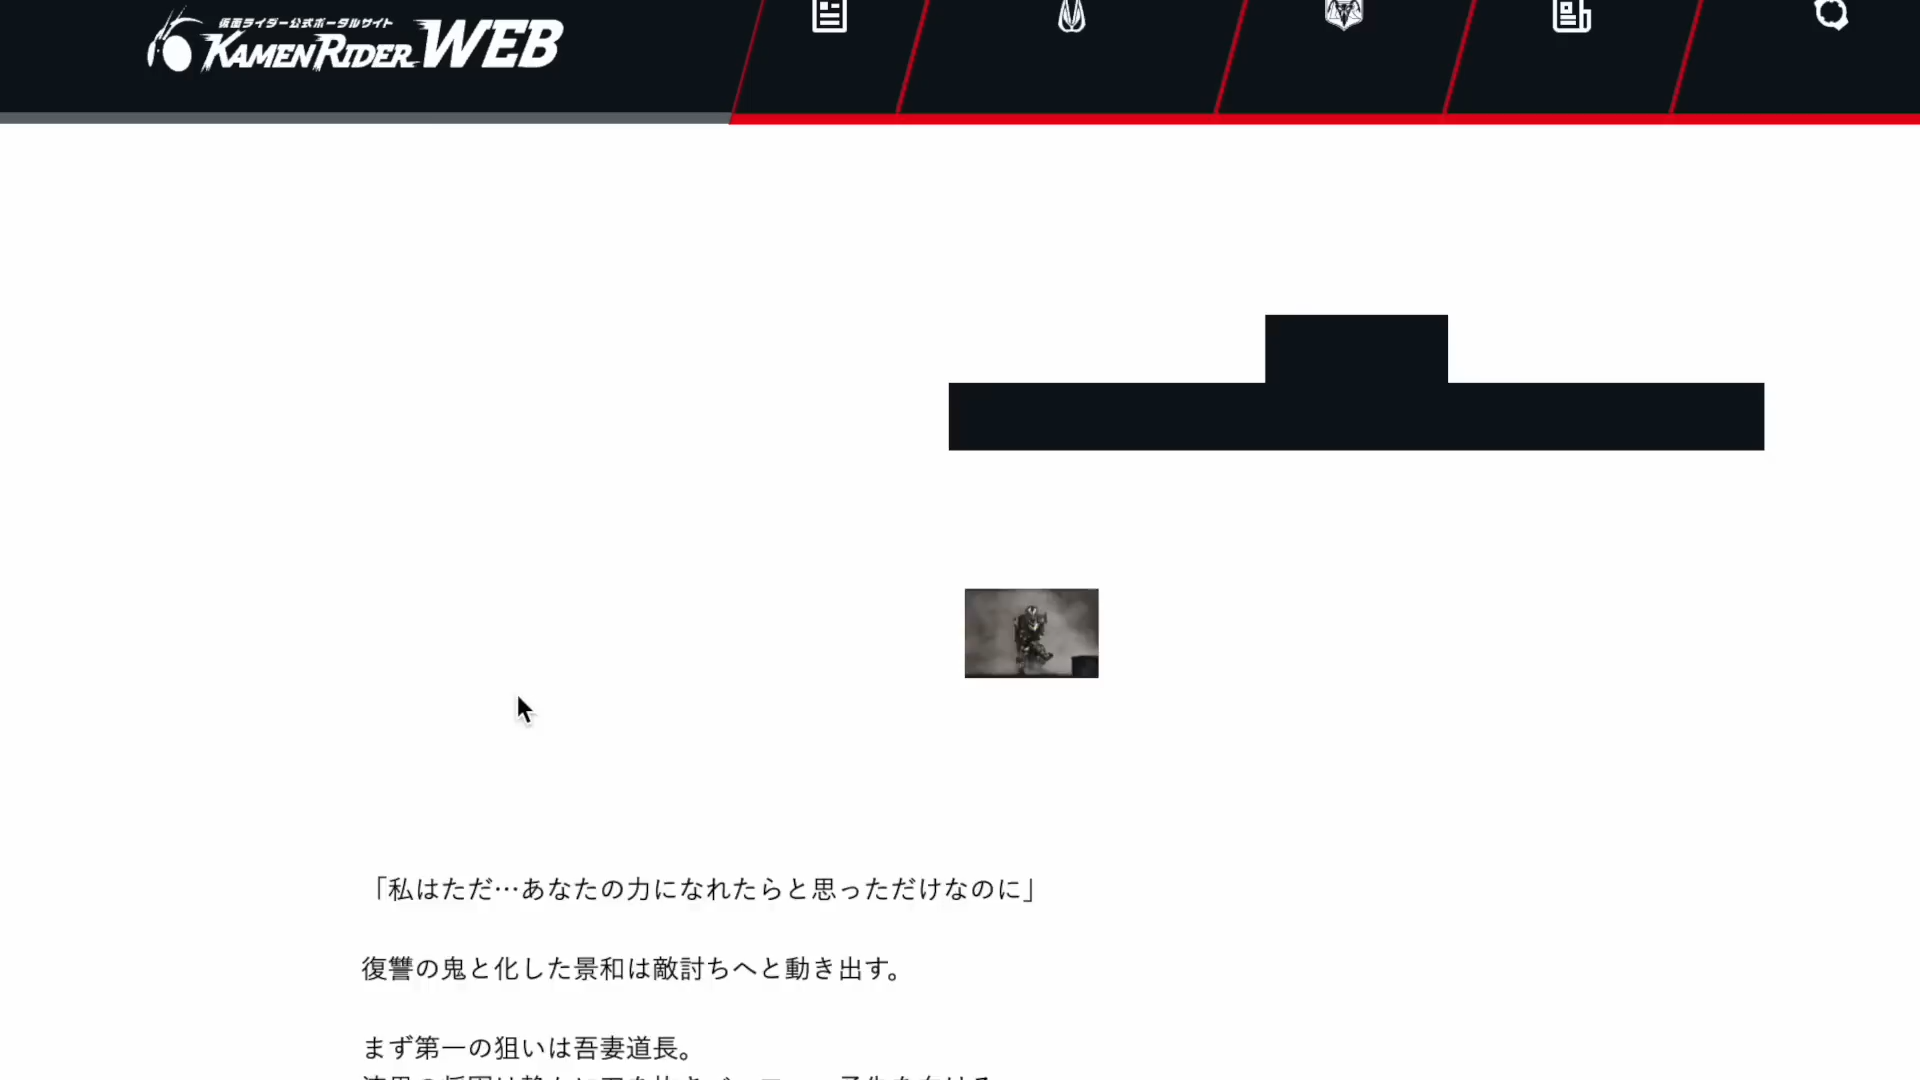 仮面ライダー公式ポータルサイト
KAMEN RIDER WEB
「私はただ…あなたの力になれたらと思っただけなのに」
復讐の鬼と化した景和は敵討ちへと動き出す。
まず第一の狙いは吾妻道長。